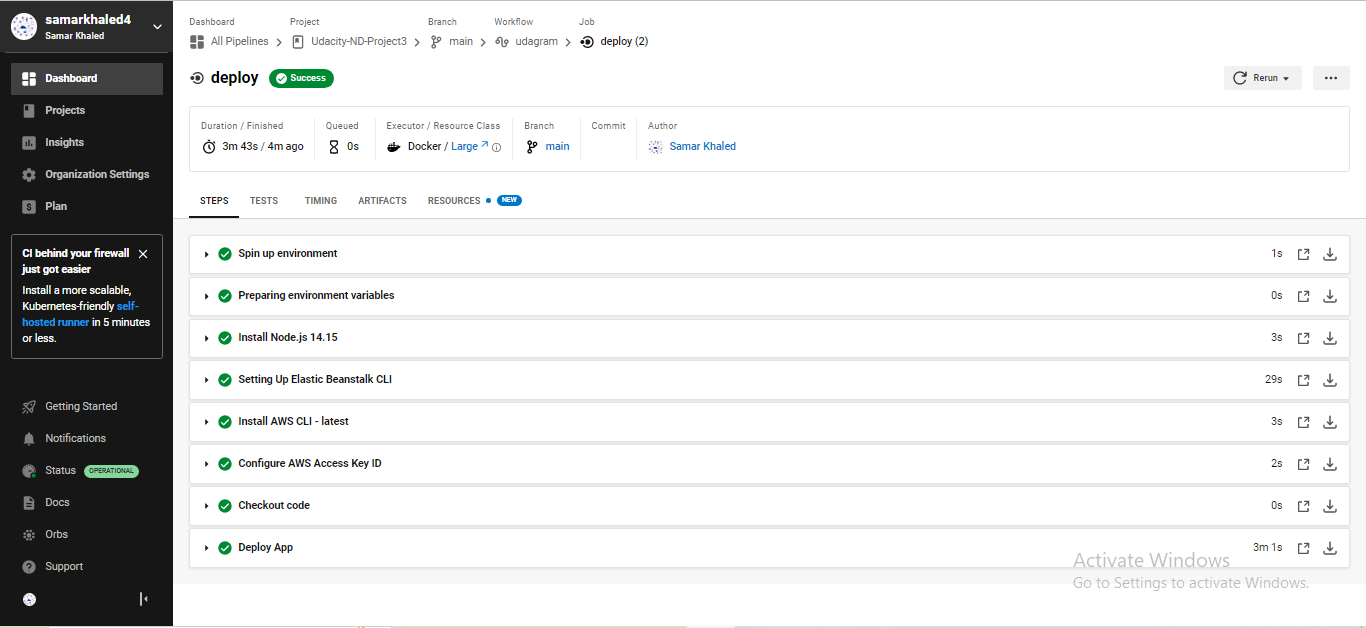 samarkhaled4
Samar Khaled
Dashboard
Projects
Insights
Organization Settings
Plan
CI behind your firewall
just got easier
Install a more scalable,
Kubernetes-friendly self-
hosted runner in 5 minutes
or less.
Getting Started
Notifications
Status OPERATIONAL
Docs
Orbs
Support
Dashboard Project Branch Workflow Job
All Pipelines Udacity-ND-Project3 main udagram deploy (2)
deploy Success Rerun
Duration / Finished Queued Executor / Resource Class Branch Commit Author
3m 43s / 4m ago 0s Docker / Large main Samar Khaled
STEPS TESTS TIMING ARTIFACTS RESOURCES NEW
Spin up environment 1s
Preparing environment variables 0s
Install Node.js 14.15 3s
Setting Up Elastic Beanstalk CLI 29s
Install AWS CLI - latest 3s
Configure AWS Access Key ID 2s
Checkout code 0s
Deploy App 3m 1s
Activate Windows
Go to Settings to activate Windows.